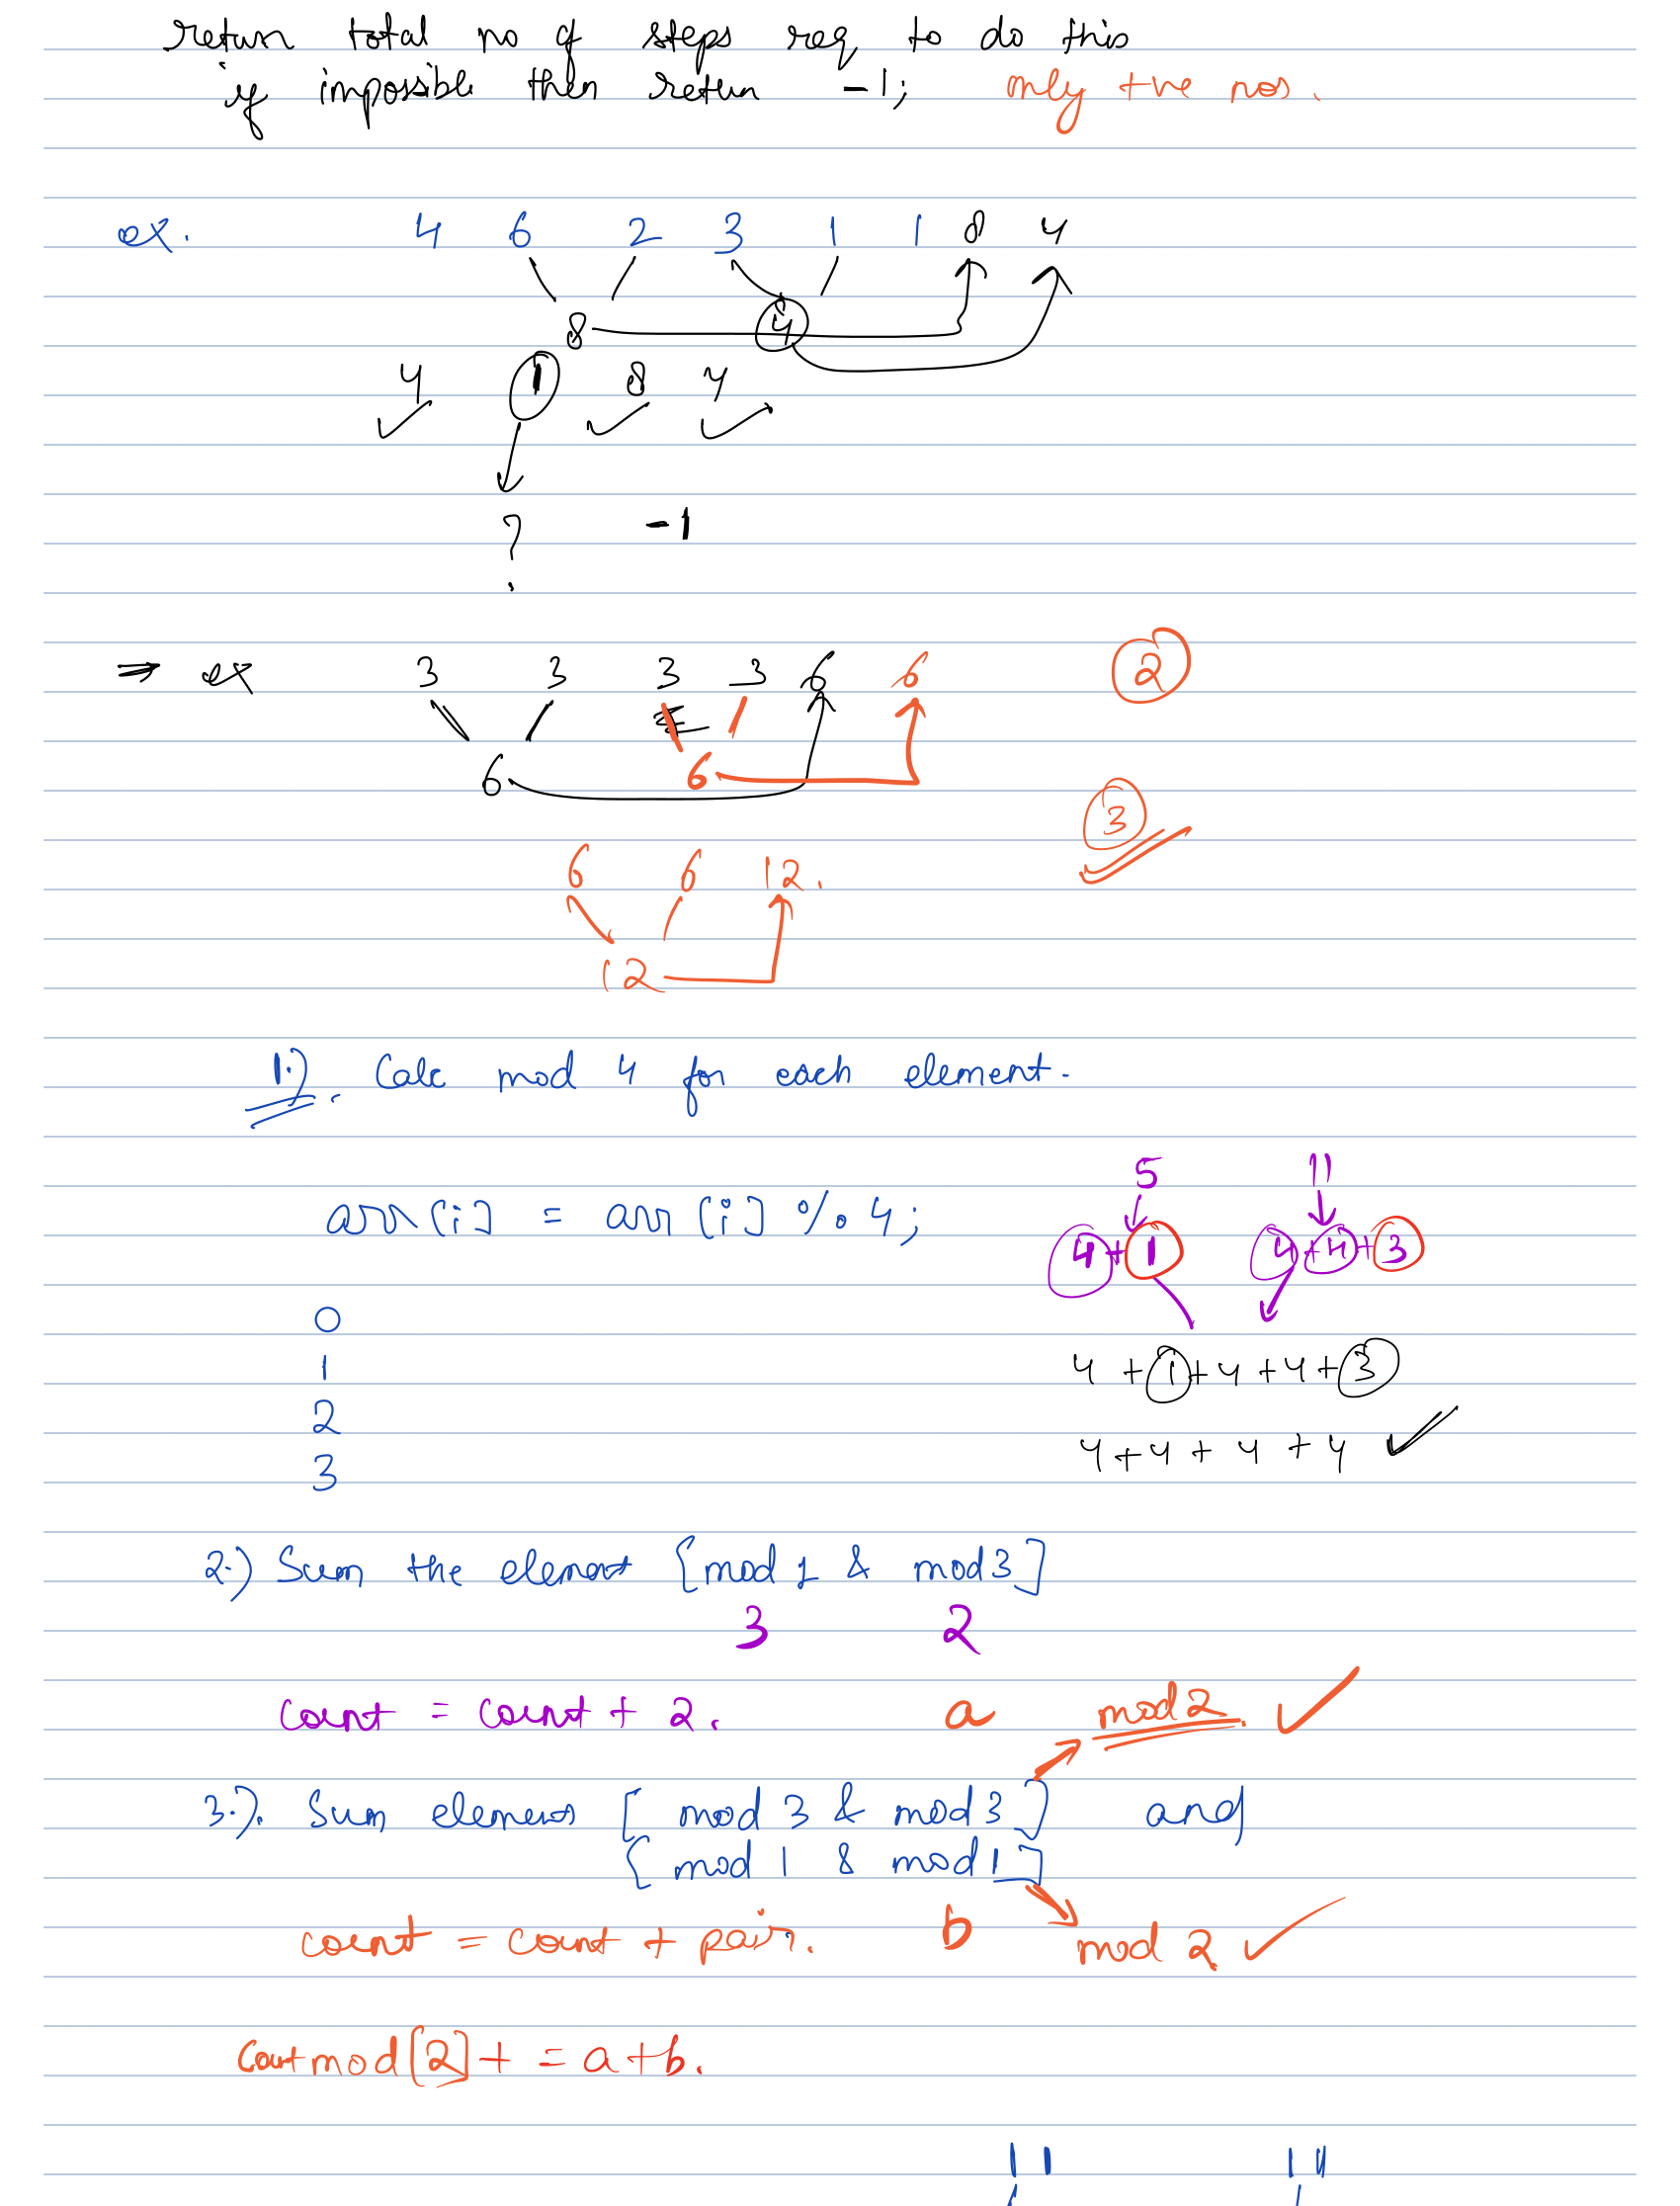 return total no of steps req to do this
if impossible then return -1; only +ve nos.
ex. 4 6 2 3 1 1 8 4
8 4
4 1 8 4
? -1
⇒ ex 3 3 3 3 6 6 2
6 6
3
6 6 12.
12
1.) Calc mod 4 for each element.
5 11
arr[i] = arr[i] % 4;
4+1 4+4+3
0
1 4+1+4+4+3
2
4+4+4+4
3
2.) Sum the element [mod 1 & mod 3]
3 2
count = count + 2. a mod 2.
3.) Sum element [mod 3 & mod 3] and
[mod 1 & mod 1]
count = count + pair. b mod 2
countmod[2] += a+b.
11 14